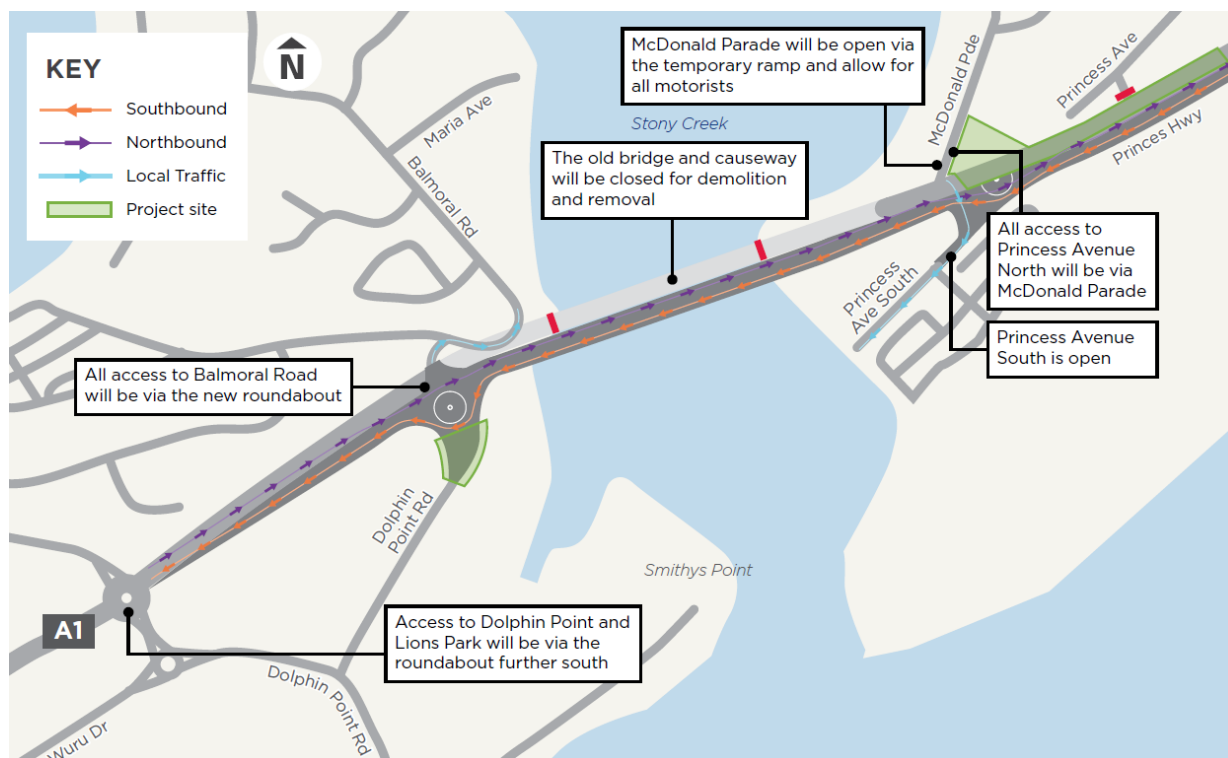 KEY
Southbound
Northbound
Local Traffic
Project site
N
Maria Ave
Balmoral Rd
Stony Creek
McDonald Parade will be open via
the temporary ramp and allow for
all motorists
McDonald Pde
Princess Ave
Princes Hwy
The old bridge and causeway
will be closed for demolition
and removal
All access to
Princess Avenue
North will be via
McDonald Parade
Princess
Ave South
Princess Avenue
South is open
All access to Balmoral Road
will be via the new roundabout
Dolphin
Point Rd
Smithys Point
A1
Access to Dolphin Point and
Lions Park will be via the
roundabout further south
Dolphin Point Rd
Wuru Dr